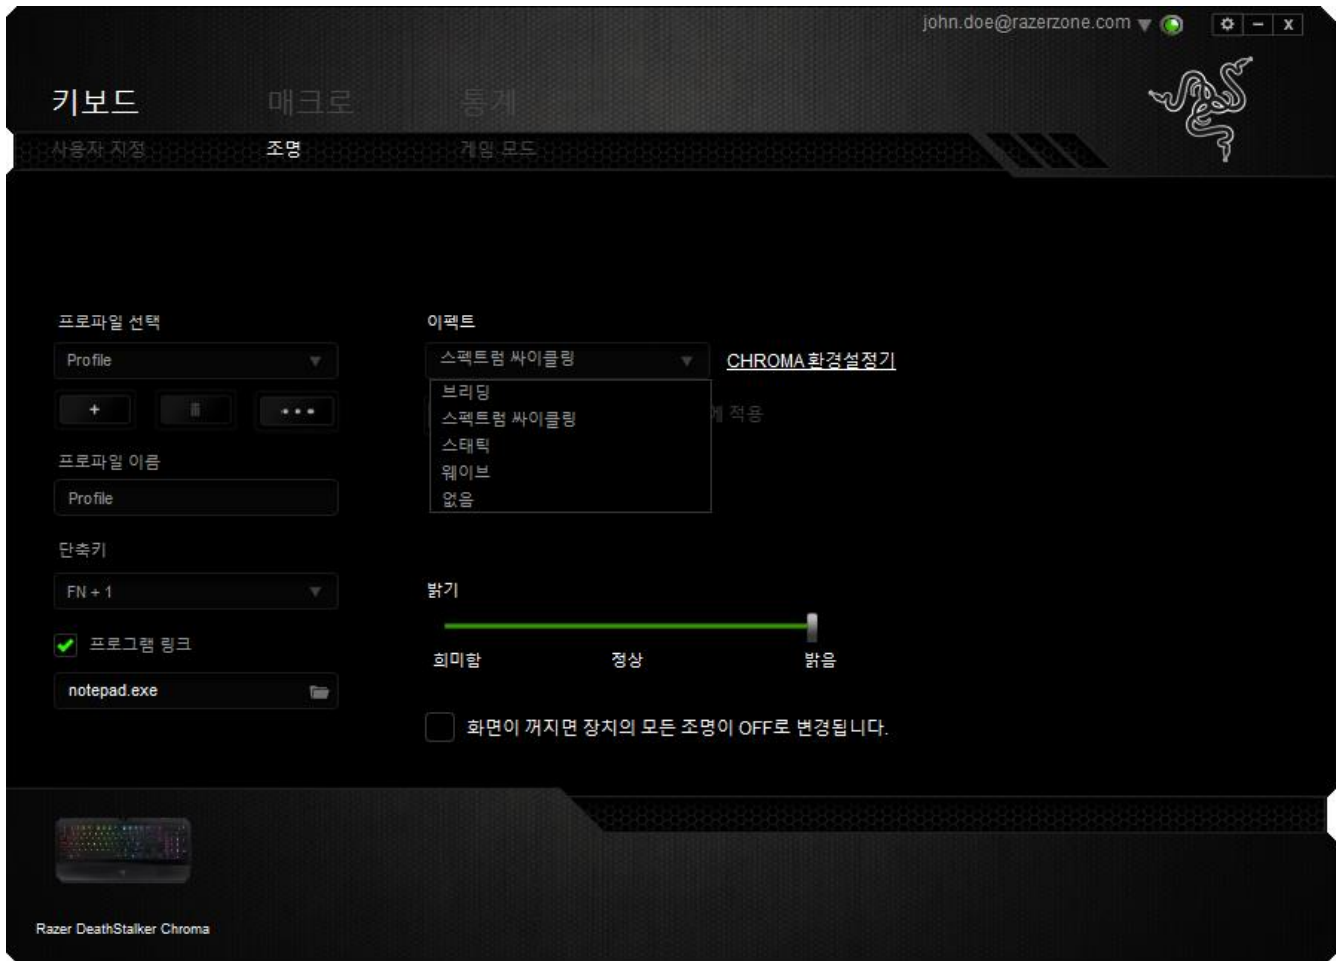 john.doe@razerzone.com
키보드 매크로 통계
사용자 지정 조명 게임 모드
프로파일 선택
Profile
프로파일 이름
Profile
단축키
FN + 1
프로그램 링크
notepad.exe
이펙트
스펙트럼 싸이클링
CHROMA 환경설정기
브리딩
스펙트럼 싸이클링
스태틱
웨이브
없음
에 적용
밝기
희미함 정상 밝음
화면이 꺼지면 장치의 모든 조명이 OFF로 변경됩니다.
Razer DeathStalker Chroma